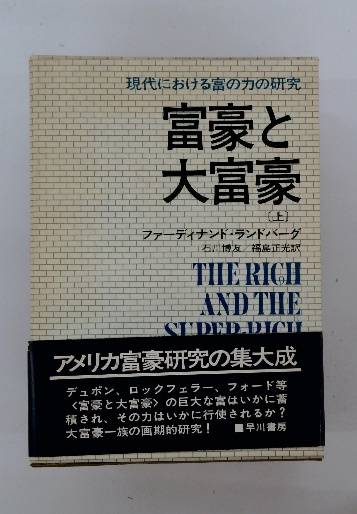 現代における富の力の研究
富豪と
大富豪
〔上〕
ファーディナンド・ランドバーグ
石川博友／福島正光訳
THE RICH
AND THE
SUPER-RICH
アメリカ富豪研究の集大成
デュポン、ロックフェラー、フォード等
〈富豪と大富豪〉の巨大な富はいかに蓄
積され、その力はいかに行使されるか？
大富豪一族の画期的研究！ ■早川書房